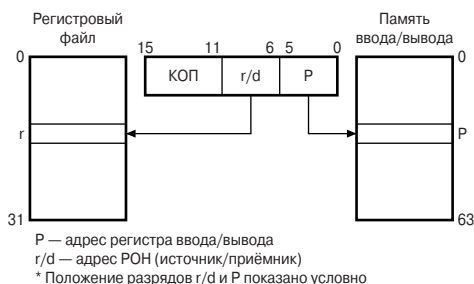 Регистровый
файл
Память
ввода/вывода
15 11 6 5 0
0 0
КОП r/d P
r P
31 63
P — адрес регистра ввода/вывода
r/d — адрес РОН (источник/приёмник)
* Положение разрядов r/d и P показано условно